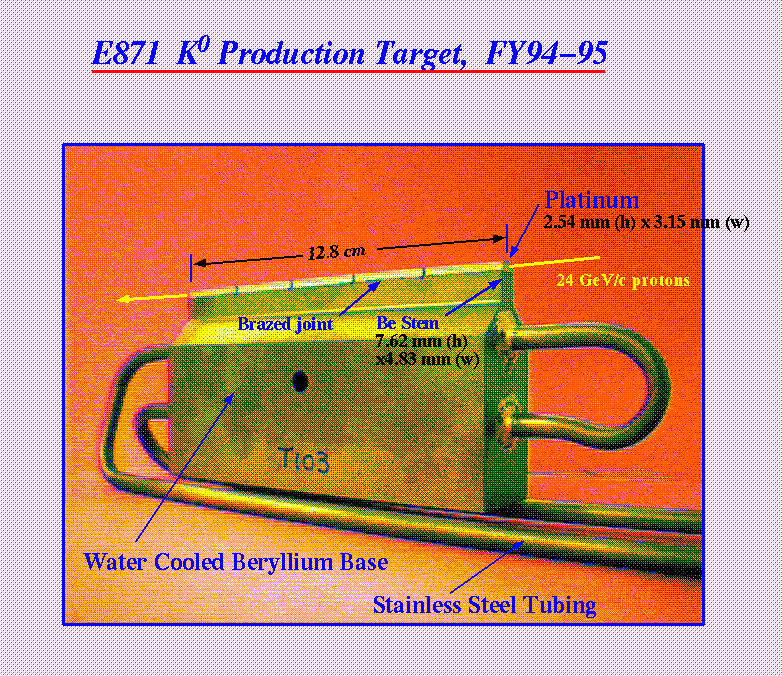 E871 K0 Production Target, FY94-95
Platinum
2.54 mm (h) x 3.15 mm (w)
12.8 cm
24 GeV/c protons
Brazed joint
Be Stem
7.62 mm (h)
x4.83 mm (w)
T103
Water Cooled Beryllium Base
Stainless Steel Tubing